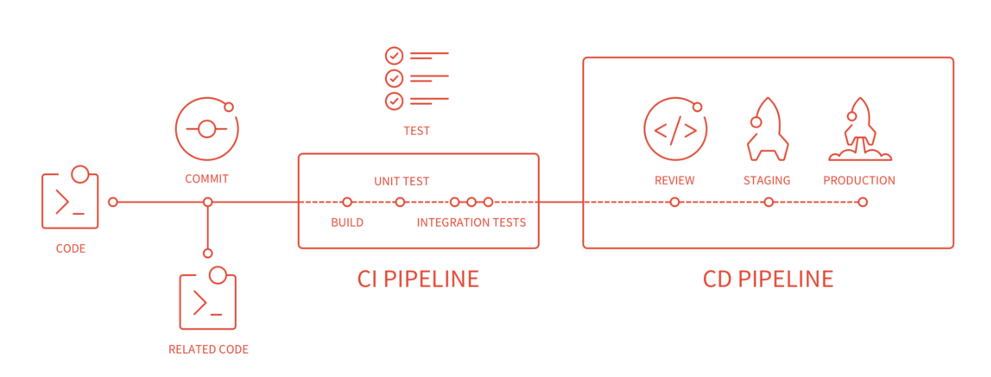 TEST
COMMIT
UNIT TEST
REVIEW
STAGING
PRODUCTION
CODE
BUILD
INTEGRATION TESTS
CI PIPELINE
CD PIPELINE
RELATED CODE